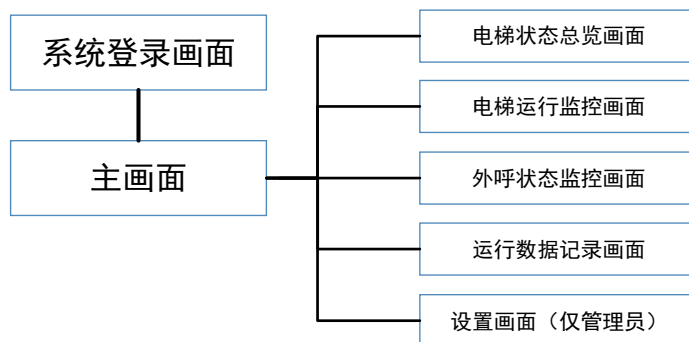 系统登录画面
主画面
电梯状态总览画面
电梯运行监控画面
外呼状态监控画面
运行数据记录画面
设置画面（仅管理员）